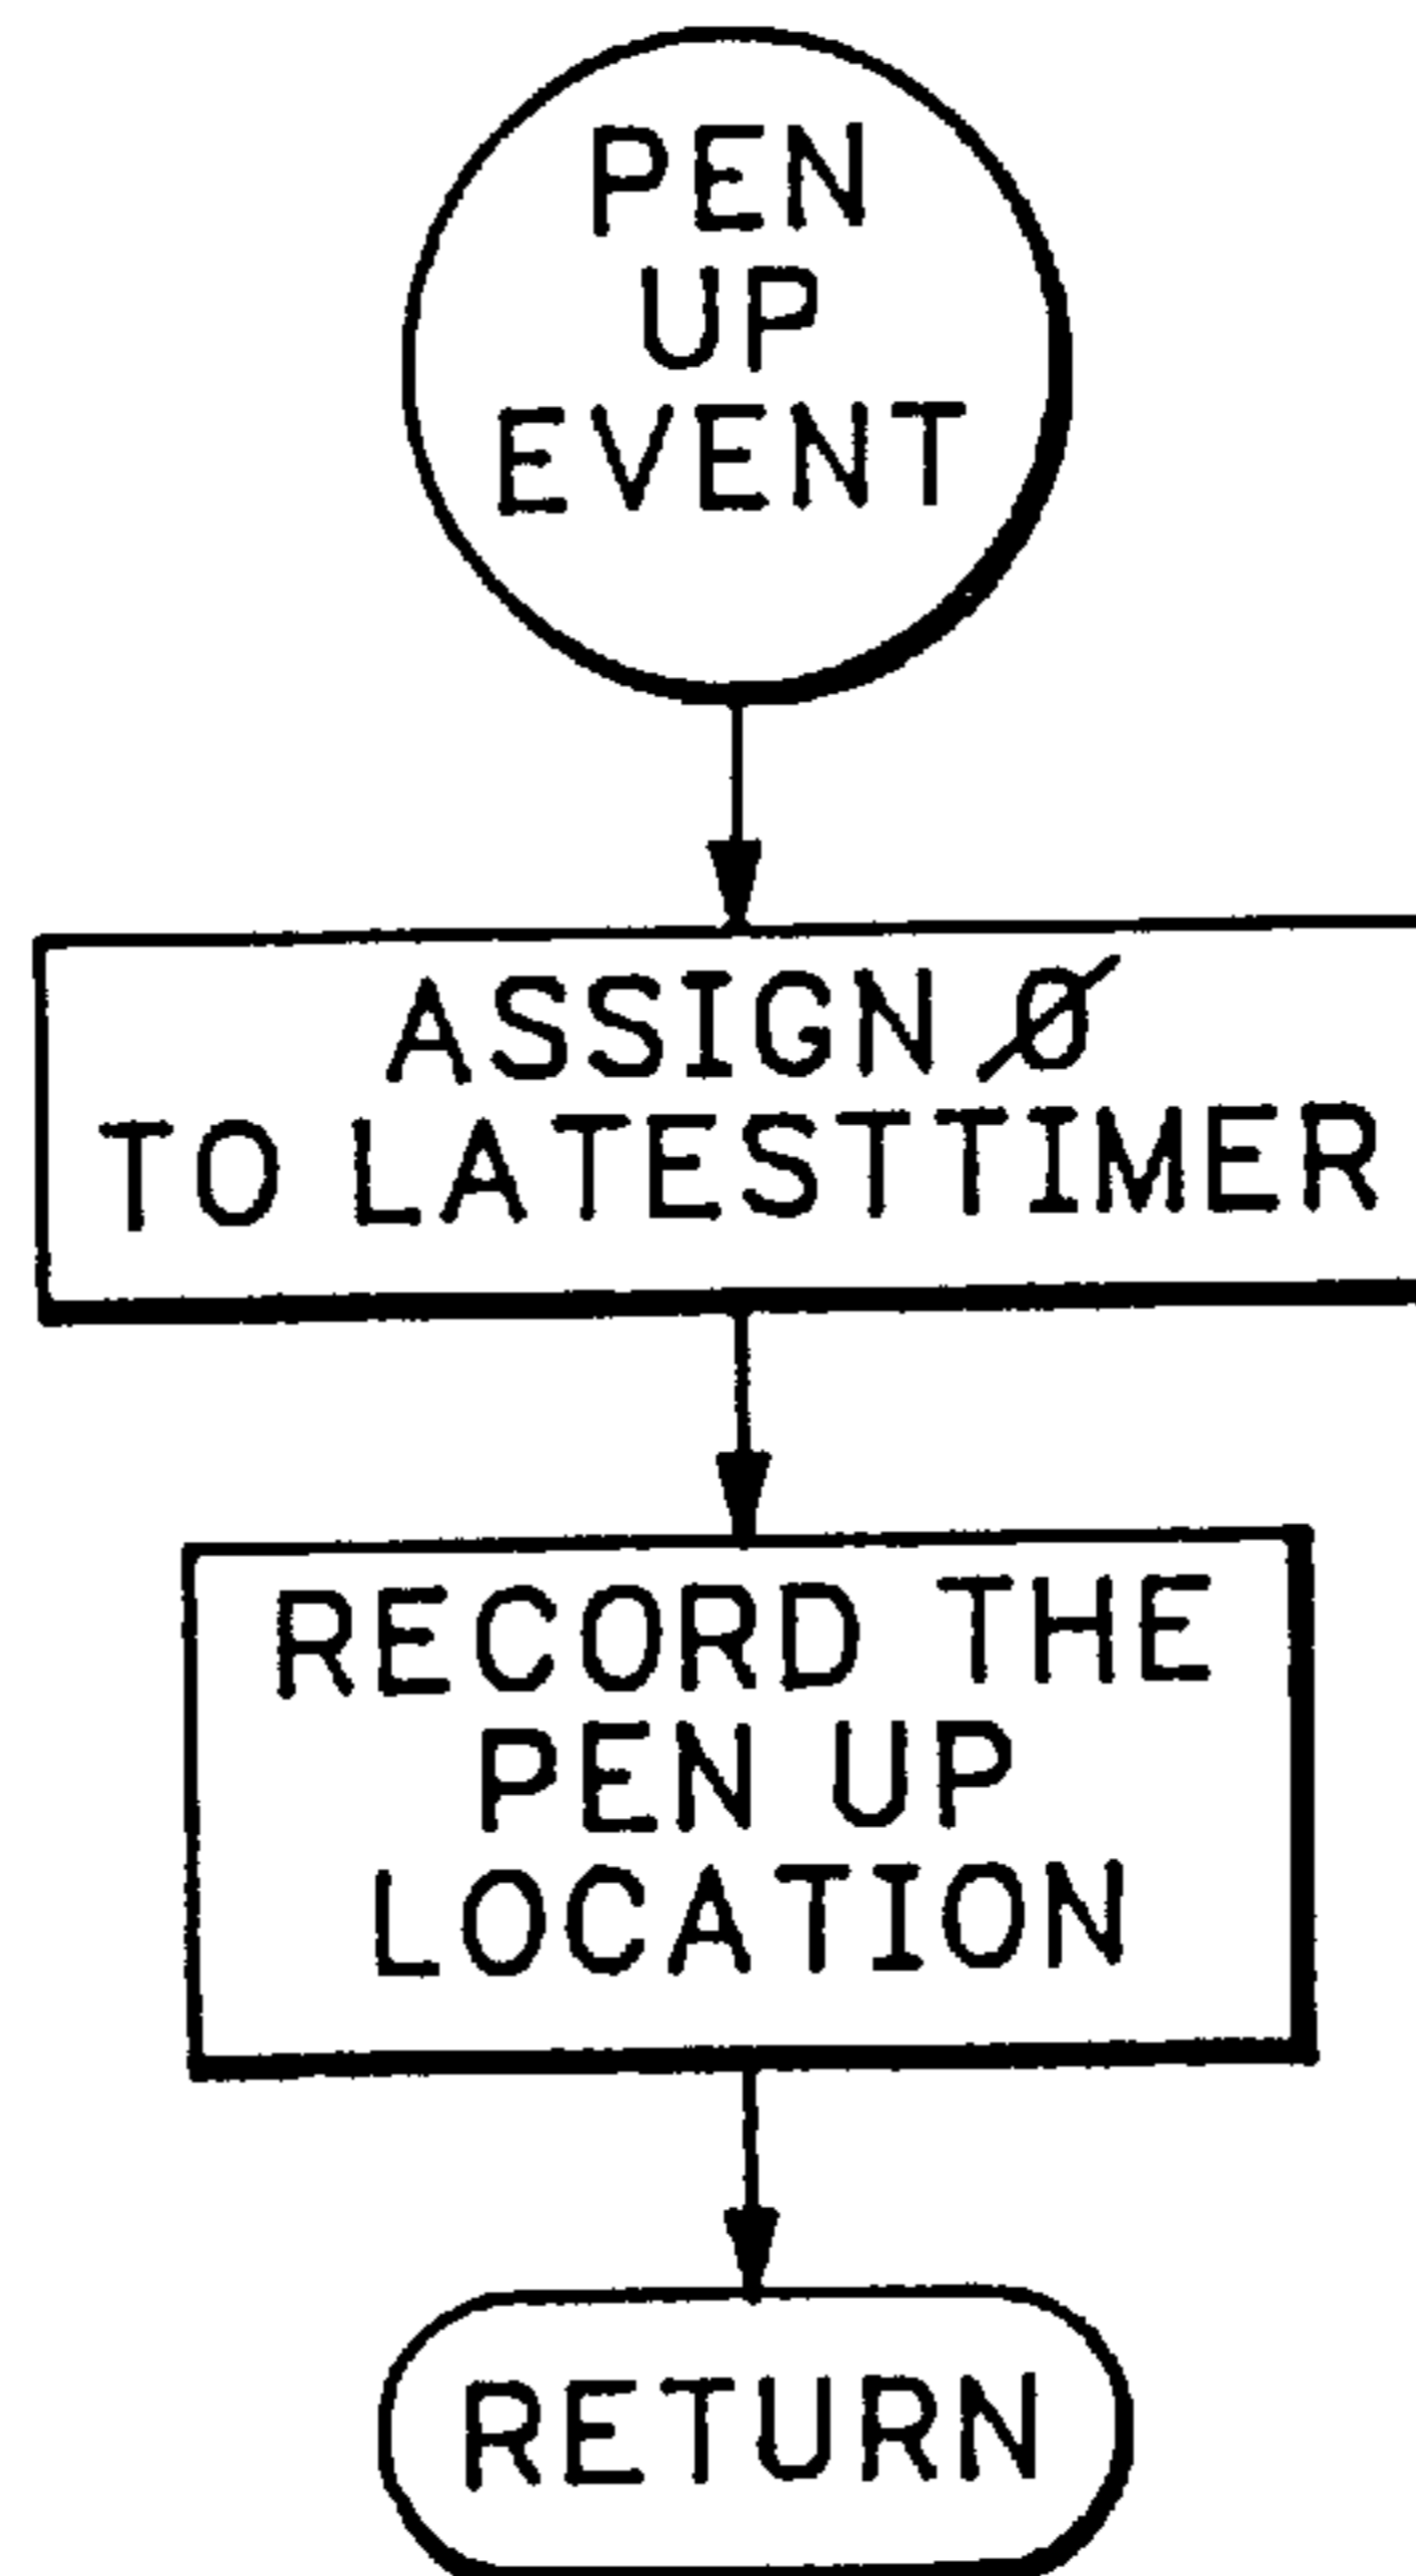 PEN
UP
EVENT
ASSIGN Ø
TO LATESTTIMER
RECORD THE
PEN UP
LOCATION
RETURN